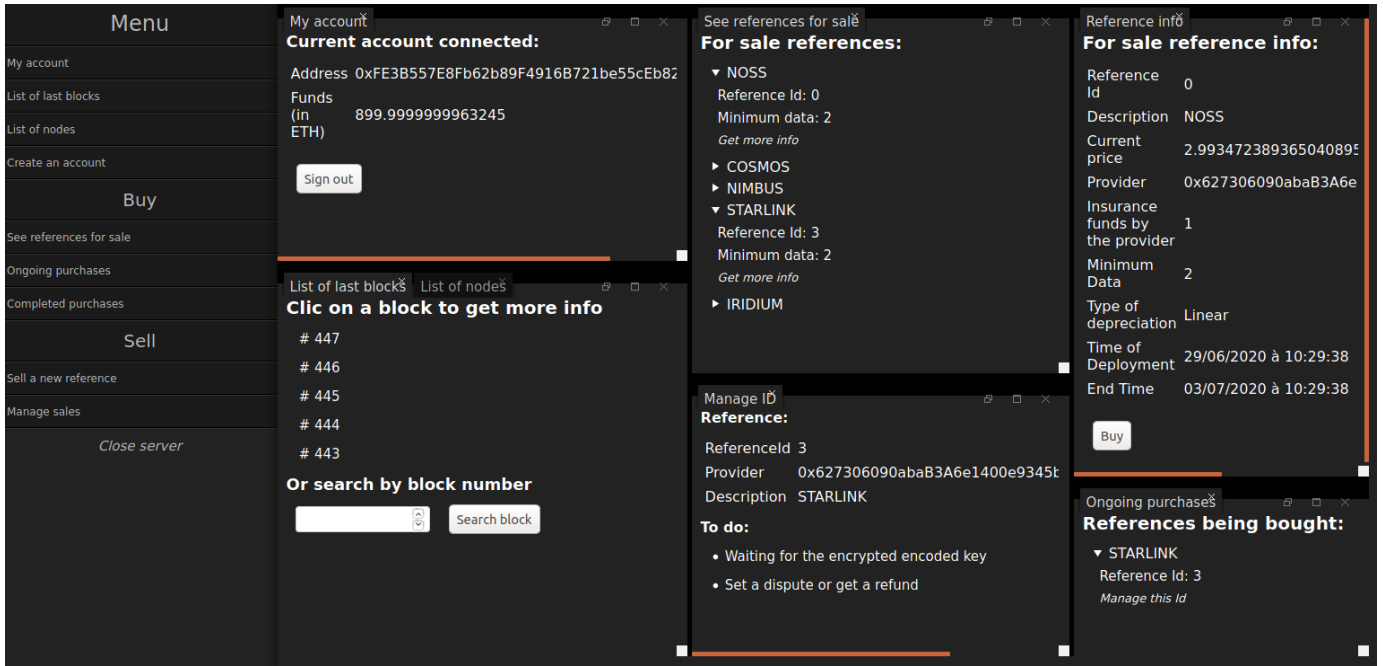 Menu
My account
List of last blocks
List of nodes
Create an account
Buy
See references for sale
Ongoing purchases
Completed purchases
Sell
Sell a new reference
Manage sales
Close server
My account
Current account connected:
Address 0xFE3B557E8Fb62b89F4916B721be55cEb82
Funds
(in
ETH)
899.9999999963245
Sign out
List of last blocks List of nodes
Clic on a block to get more info
# 447
# 446
# 445
# 444
# 443
Or search by block number
Search block
See references for sale
For sale references:
NOSS
Reference Id: 0
Minimum data: 2
Get more info
COSMOS
NIMBUS
STARLINK
Reference Id: 3
Minimum data: 2
Get more info
IRIDIUM
Manage ID
Reference:
ReferenceId 3
Provider 0x627306090abaB3A6e1400e9345b
Description STARLINK
To do:
• Waiting for the encrypted encoded key
• Set a dispute or get a refund
Reference info
For sale reference info:
Reference
Id
0
Description NOSS
Current
price
2.993472389365040895
Provider 0x627306090abaB3A6e
Insurance
funds by
the provider
1
Minimum
Data
2
Type of
depreciation
Linear
Time of
Deployment
29/06/2020 à 10:29:38
End Time 03/07/2020 à 10:29:38
Buy
Ongoing purchases
References being bought:
STARLINK
Reference Id: 3
Manage this Id